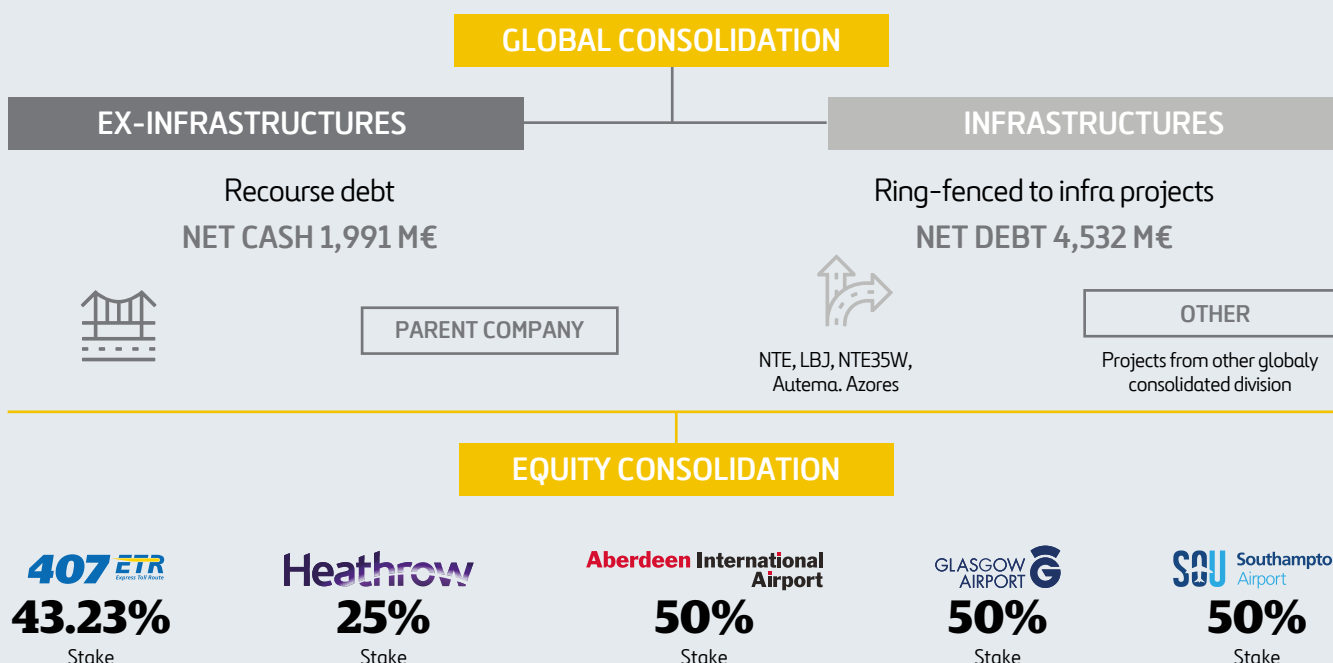 GLOBAL CONSOLIDATION
EX-INFRASTRUCTURES
INFRASTRUCTURES
Recourse debt
NET CASH 1,991 M€
Ring-fenced to infra projects
NET DEBT 4,532 M€
PARENT COMPANY
NTE, LBJ, NTE35W,
Autema. Azores
OTHER
Projects from other globaly
consolidated division
EQUITY CONSOLIDATION
407 ETR
Express Toll Route
43.23%
Stake
Heathrow
25%
Stake
Aberdeen International
Airport
50%
Stake
GLASGOW
AIRPORT G
50%
Stake
SOU Southampto
Airport
50%
Stake